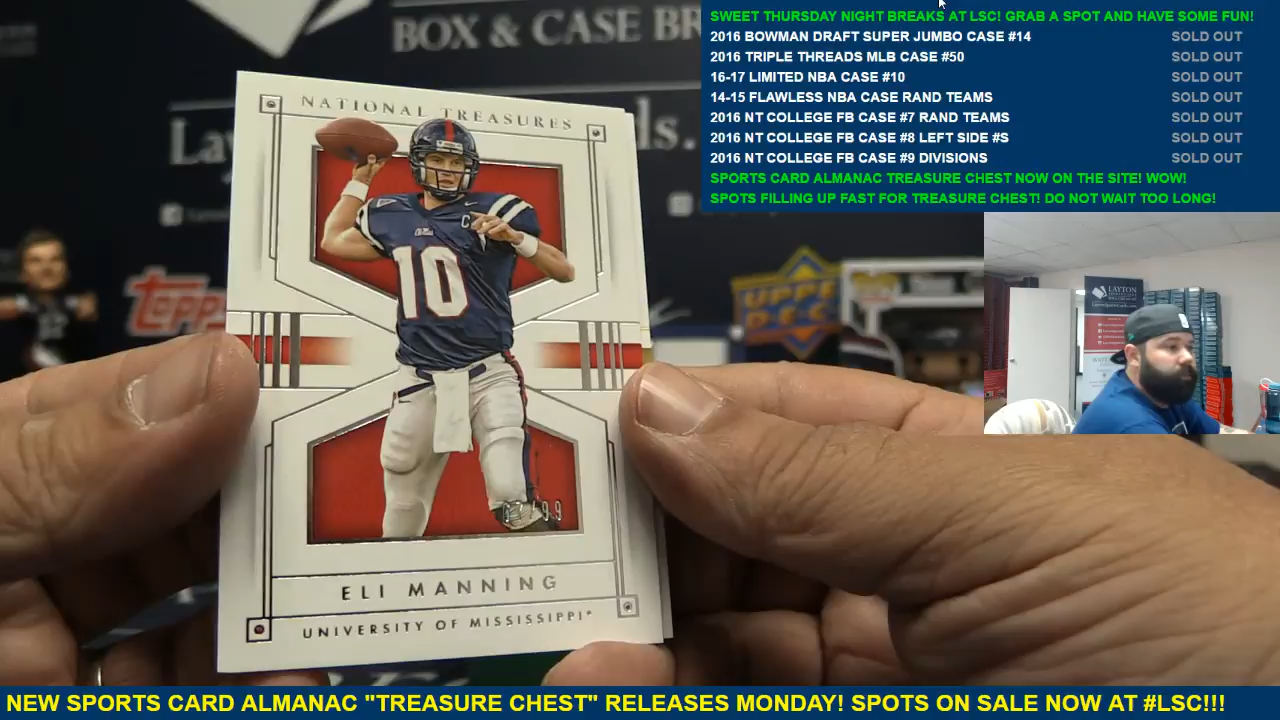 BOX & CASE BR
SWEET THURSDAY NIGHT BREAKS AT LSC! GRAB A SPOT AND HAVE SOME FUN!
2016 BOWMAN DRAFT SUPER JUMBO CASE #14 SOLD OUT
2016 TRIPLE THREADS MLB CASE #50 SOLD OUT
16-17 LIMITED NBA CASE #10 SOLD OUT
14-15 FLAWLESS NBA CASE RAND TEAMS SOLD OUT
2016 NT COLLEGE FB CASE #7 RAND TEAMS SOLD OUT
2016 NT COLLEGE FB CASE #8 LEFT SIDE #S SOLD OUT
2016 NT COLLEGE FB CASE #9 DIVISIONS SOLD OUT
SPORTS CARD ALMANAC TREASURE CHEST NOW ON THE SITE! WOW!
SPOTS FILLING UP FAST FOR TREASURE CHEST! DO NOT WAIT TOO LONG!
NATIONAL TREASURES
C
10
ELI MANNING
UNIVERSITY OF MISSISSIPPI
Topps
UPPE
DEC
LAYTON
NEW SPORTS CARD ALMANAC "TREASURE CHEST" RELEASES MONDAY! SPOTS ON SALE NOW AT #LSC!!!